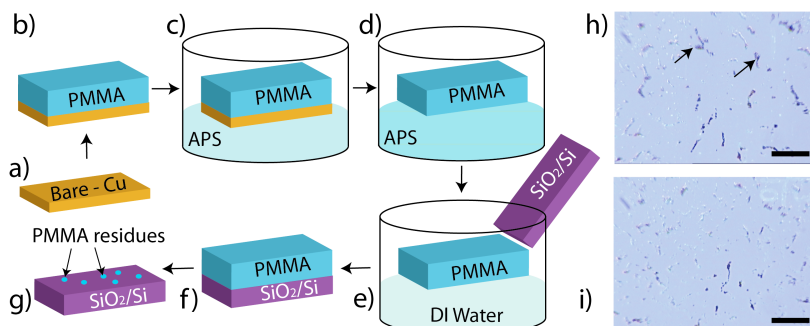 b)
c)
d)
h)
PMMA
PMMA
PMMA
APS
APS
a)
Bare - Cu
SiO₂/Si
PMMA residues
PMMA
PMMA
SiO₂/Si
SiO₂/Si
g)
f)
e)
DI Water
i)